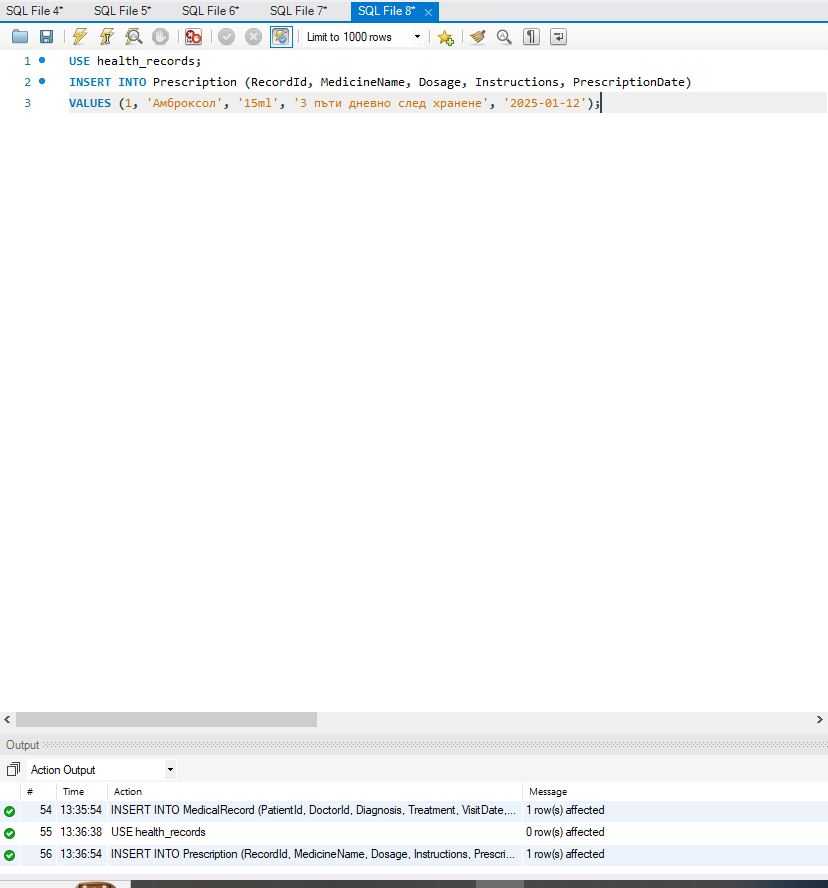 SQL File 4* SQL File 5* SQL File 6* SQL File 7* SQL File 8*
Limit to 1000 rows
1 USE health_records;
2 INSERT INTO Prescription (RecordId, MedicineName, Dosage, Instructions, PrescriptionDate)
3 VALUES (1, 'Амброксол', '15ml', '3 пъти дневно след хранене', '2025-01-12');
Output
Action Output
# Time Action Message
54 13:35:54 INSERT INTO MedicalRecord (PatientId, DoctorId, Diagnosis, Treatment, VisitDate,... 1 row(s) affected
55 13:36:38 USE health_records 0 row(s) affected
56 13:36:54 INSERT INTO Prescription (RecordId, MedicineName, Dosage, Instructions, Prescri... 1 row(s) affected